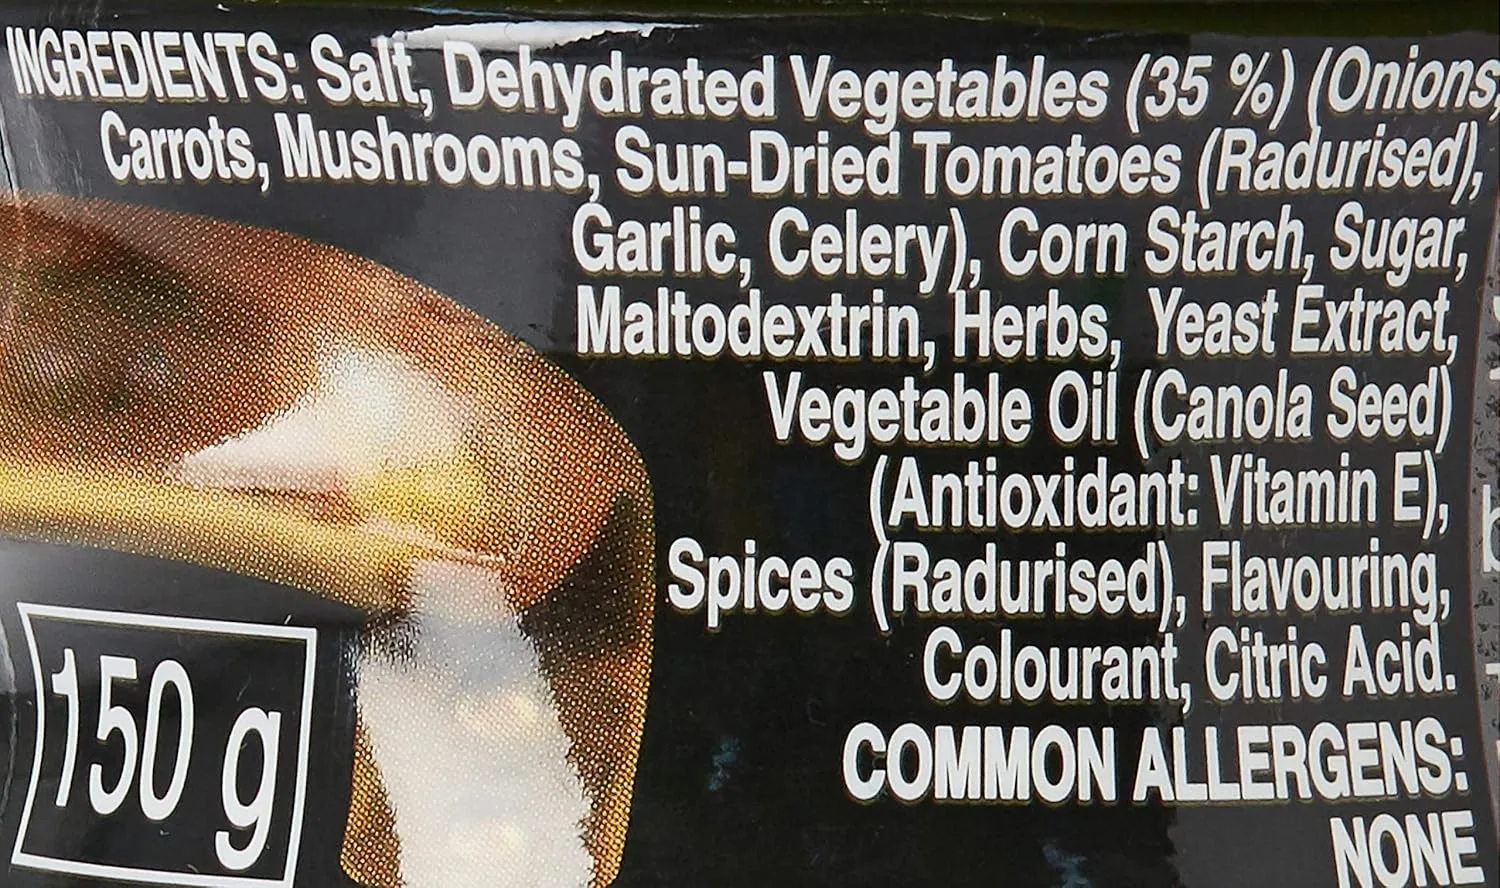 INGREDIENTS: Salt, Dehydrated Vegetables (35 %) (Onions,
Carrots, Mushrooms, Sun-Dried Tomatoes (Radurised),
Garlic, Celery), Corn Starch, Sugar,
Maltodextrin, Herbs, Yeast Extract,
Vegetable Oil (Canola Seed)
(Antioxidant: Vitamin E),
Spices (Radurised), Flavouring,
Colourant, Citric Acid.
COMMON ALLERGENS:
NONE
150 g